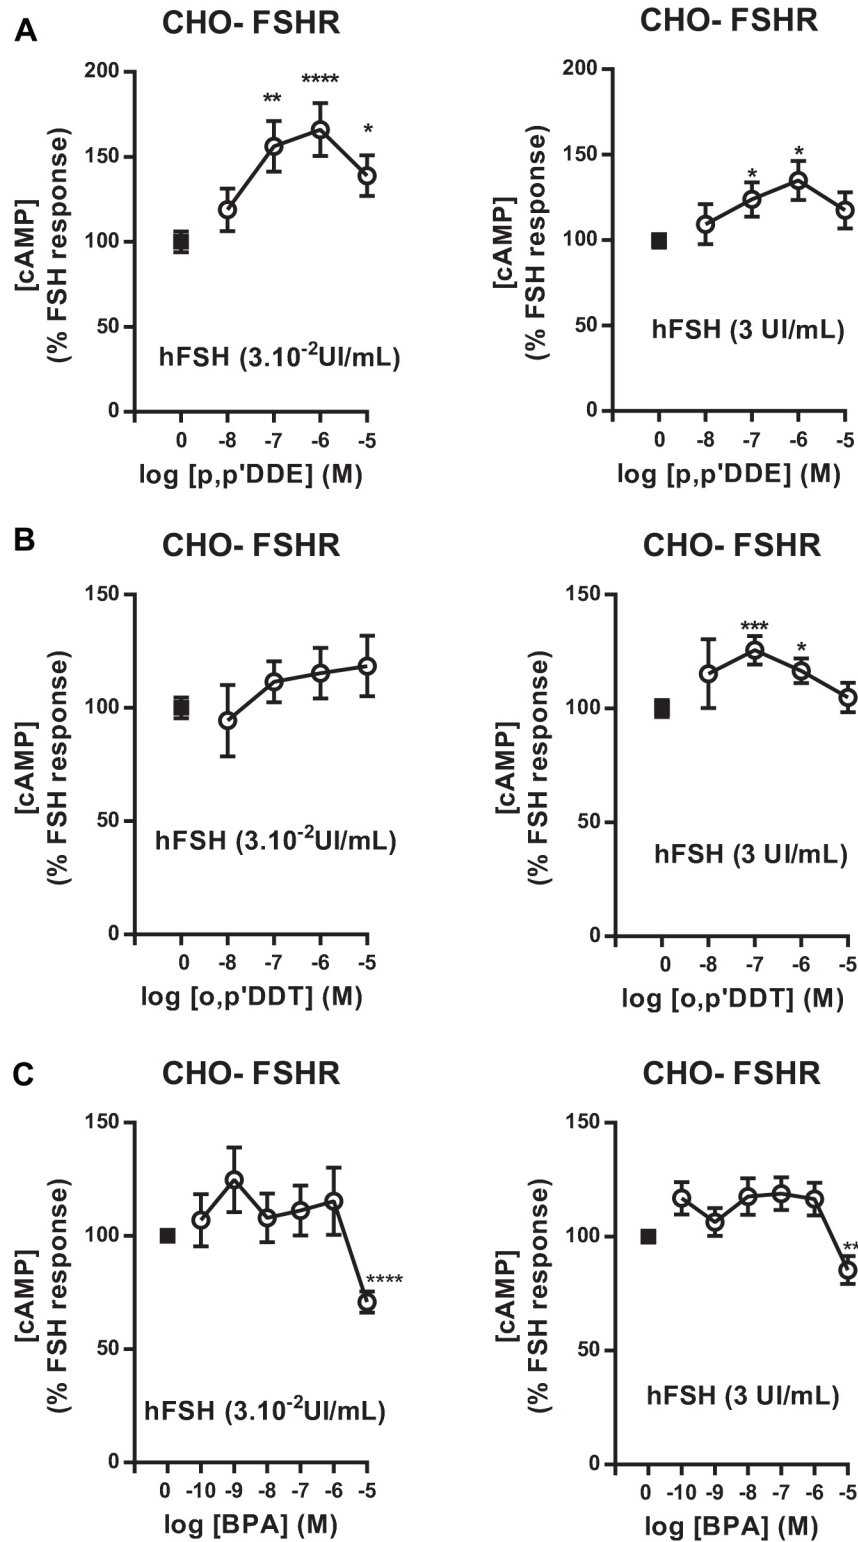 A
CHO- FSHR
200
150
100
50
0
[cAMP]
(% FSH response)
** **** *
hFSH (3.10-2UI/mL)
0 -8 -7 -6 -5
log [p,p'DDE] (M)
CHO- FSHR
200
150
100
50
0
[cAMP]
(% FSH response)
* *
hFSH (3 UI/mL)
0 -8 -7 -6 -5
log [p,p'DDE] (M)
B
CHO- FSHR
150
100
50
0
[cAMP]
(% FSH response)
hFSH (3.10-2UI/mL)
0 -8 -7 -6 -5
log [o,p'DDT] (M)
CHO- FSHR
150
100
50
0
[cAMP]
(% FSH response)
*** *
hFSH (3 UI/mL)
0 -8 -7 -6 -5
log [o,p'DDT] (M)
C
CHO- FSHR
150
100
50
0
[cAMP]
(% FSH response)
****
hFSH (3.10-2UI/mL)
0 -10 -9 -8 -7 -6 -5
log [BPA] (M)
CHO- FSHR
150
100
50
0
[cAMP]
(% FSH response)
**
hFSH (3 UI/mL)
0 -10 -9 -8 -7 -6 -5
log [BPA] (M)